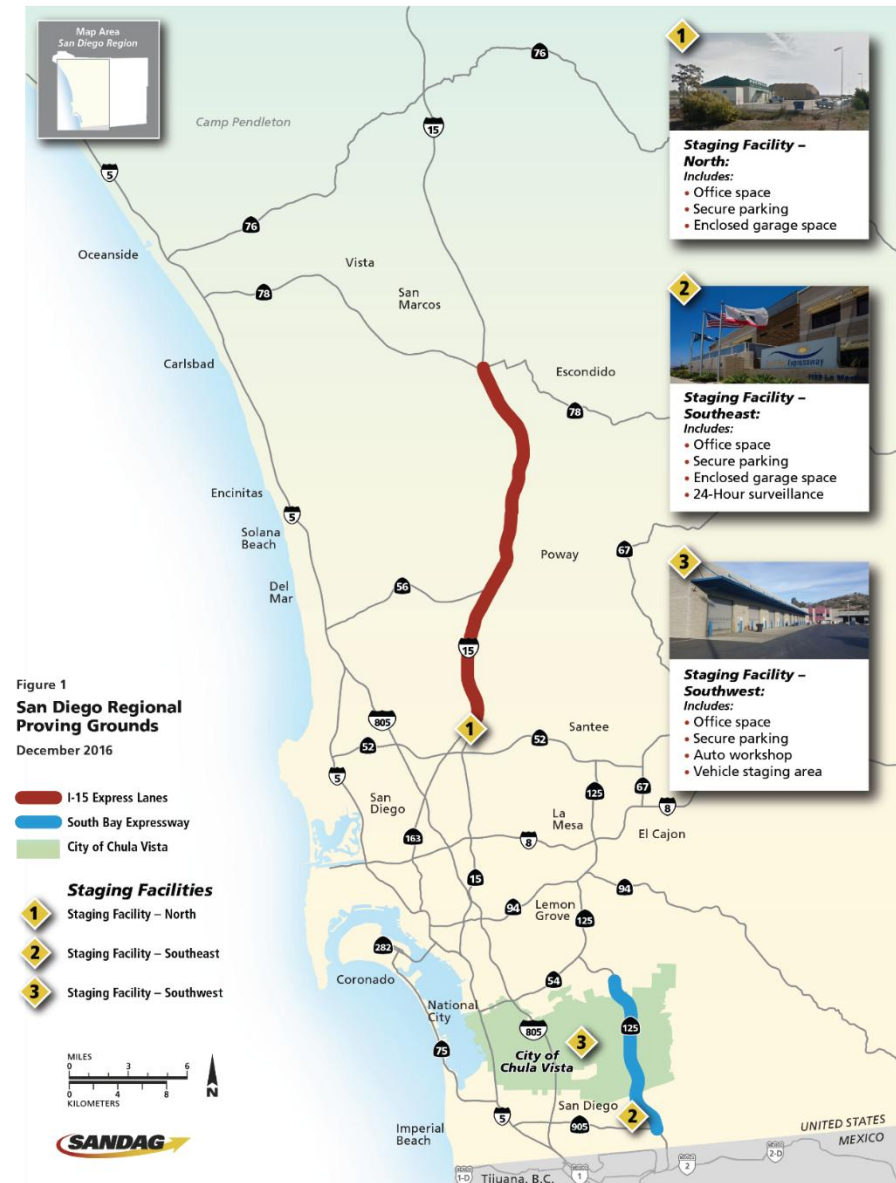 Map Area
San Diego Region
76
Camp Pendleton
15
5
76
Oceanside
Vista
78
San
Marcos
Carlsbad
Escondido
78
Encinitas
5
Solana
Beach
Poway
67
Del
Mar
56
15
805
1
Santee
52
52
5
San
Diego
125
67
La
Mesa
8
El Cajon
163
8
15
94
94
Lemon
Grove
125
282
Coronado
54
National
City
125
805
3
75
City of
Chula Vista
San Diego
2
Imperial
Beach
5
905
UNITED STATES
MEXICO
1-D
Tijuana, B.C.
1
2
2-D
1
Staging Facility –
North:
Includes:
• Office space
• Secure parking
• Enclosed garage space
2
Expressway
Staging Facility –
Southeast:
Includes:
• Office space
• Secure parking
• Enclosed garage space
• 24-Hour surveillance
3
Staging Facility –
Southwest:
Includes:
• Office space
• Secure parking
• Auto workshop
• Vehicle staging area
Figure 1
San Diego Regional
Proving Grounds
December 2016
I-15 Express Lanes
South Bay Expressway
City of Chula Vista
Staging Facilities
1 Staging Facility – North
2 Staging Facility – Southeast
3 Staging Facility – Southwest
MILES
0 3 6
0 4 8
KILOMETERS
N
SANDAG